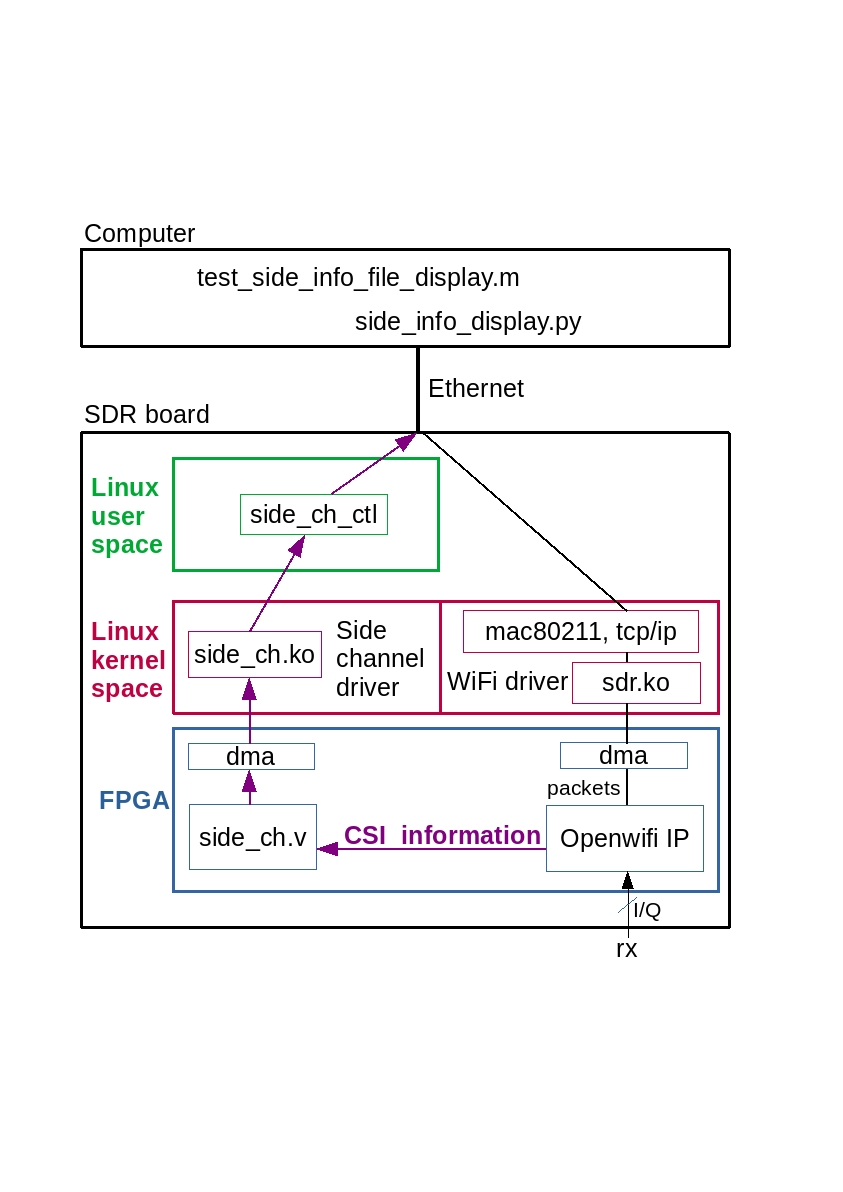 Computer
test_side_info_file_display.m
side_info_display.py
Ethernet
SDR board
Linux
user
space
side_ch_ctl
Linux
kernel
space
side_ch.ko
Side
channel
driver
mac80211, tcp/ip
WiFi driver
sdr.ko
FPGA
dma
dma
packets
side_ch.v
CSI information
Openwifi IP
I/Q
rx